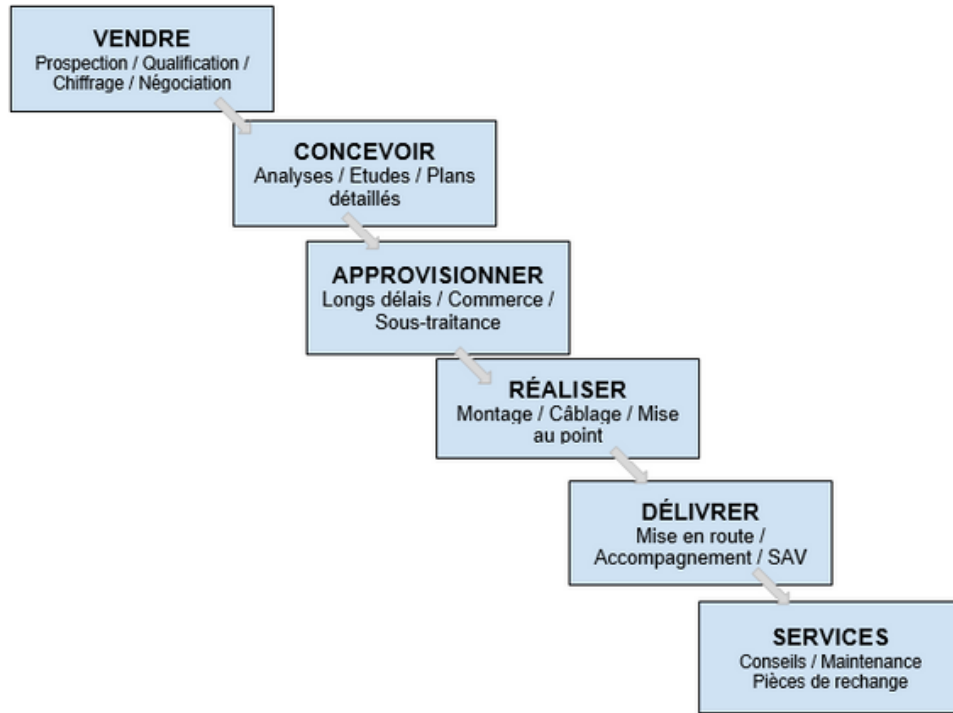 VENDRE
Prospection / Qualification /
Chiffrage / Négociation
CONCEVOIR
Analyses / Etudes / Plans
détaillés
APPROVISIONNER
Longs délais / Commerce /
Sous-traitance
RÉALISER
Montage / Câblage / Mise
au point
DÉLIVRER
Mise en route /
Accompagnement / SAV
SERVICES
Conseils / Maintenance
Pièces de rechange